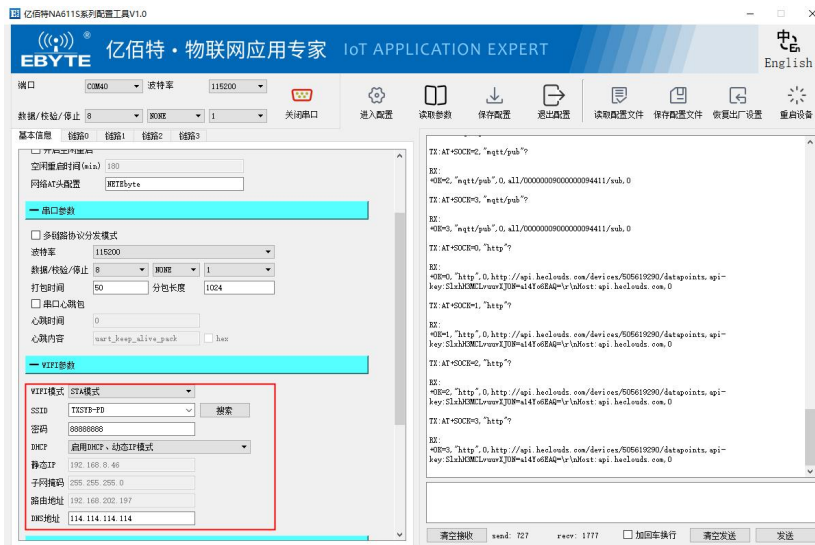 亿佰特NA611S系列配置工具V1.0
EBYTE ® 亿佰特·物联网应用专家 IoT APPLICATION EXPERT
中 En
English
端口 COM40 波特率 115200
关闭串口 进入配置 读取参数 保存配置 退出配置 读取配置文件 保存配置文件 恢复出厂设置 重启设备
数据/校验/停止 8 NONE 1
基本信息 链路0 链路1 链路2 链路3
开启空闲重启
空闲重启时间(min) 180
网络AT头配置 NETEbyte
串口参数
多链路协议分发模式
波特率 115200
数据/校验/停止 8 NONE 1
打包时间 50 分包长度 1024
串口心跳包
心跳时间 0
心跳内容 uart_keep_alive_pack hex
WIFI参数
WIFI模式 STA模式
SSID TXSYB-PD 搜索
密码 88888888
DHCP 启用DHCP、动态IP模式
静态IP 192.168.8.46
子网掩码 255.255.255.0
路由地址 192.168.202.197
DNS地址 114.114.114.114
TX:AT+SOCK=2,"mqtt/pub"?
RX:
+OK=2,"mqtt/pub",0,all/00000009000000094411/sub,0
TX:AT+SOCK=3,"mqtt/pub"?
RX:
+OK=3,"mqtt/pub",0,all/00000009000000094411/sub,0
TX:AT+SOCK=0,"http"?
RX:
+OK=0,"http",0,http://api.heclouds.com/devices/505619290/datapoints,api-
key:SlxhH3MCLvuuvXJON=a14Yo6EAQ=\r\nHost:api.heclouds.com,0
TX:AT+SOCK=1,"http"?
RX:
+OK=1,"http",0,http://api.heclouds.com/devices/505619290/datapoints,api-
key:SlxhH3MCLvuuvXJON=a14Yo6EAQ=\r\nHost:api.heclouds.com,0
TX:AT+SOCK=2,"http"?
RX:
+OK=2,"http",0,http://api.heclouds.com/devices/505619290/datapoints,api-
key:SlxhH3MCLvuuvXJON=a14Yo6EAQ=\r\nHost:api.heclouds.com,0
TX:AT+SOCK=3,"http"?
RX:
+OK=3,"http",0,http://api.heclouds.com/devices/505619290/datapoints,api-
key:SlxhH3MCLvuuvXJON=a14Yo6EAQ=\r\nHost:api.heclouds.com,0
清空接收 send: 727 recv: 1777 加回车换行 清空发送 发送